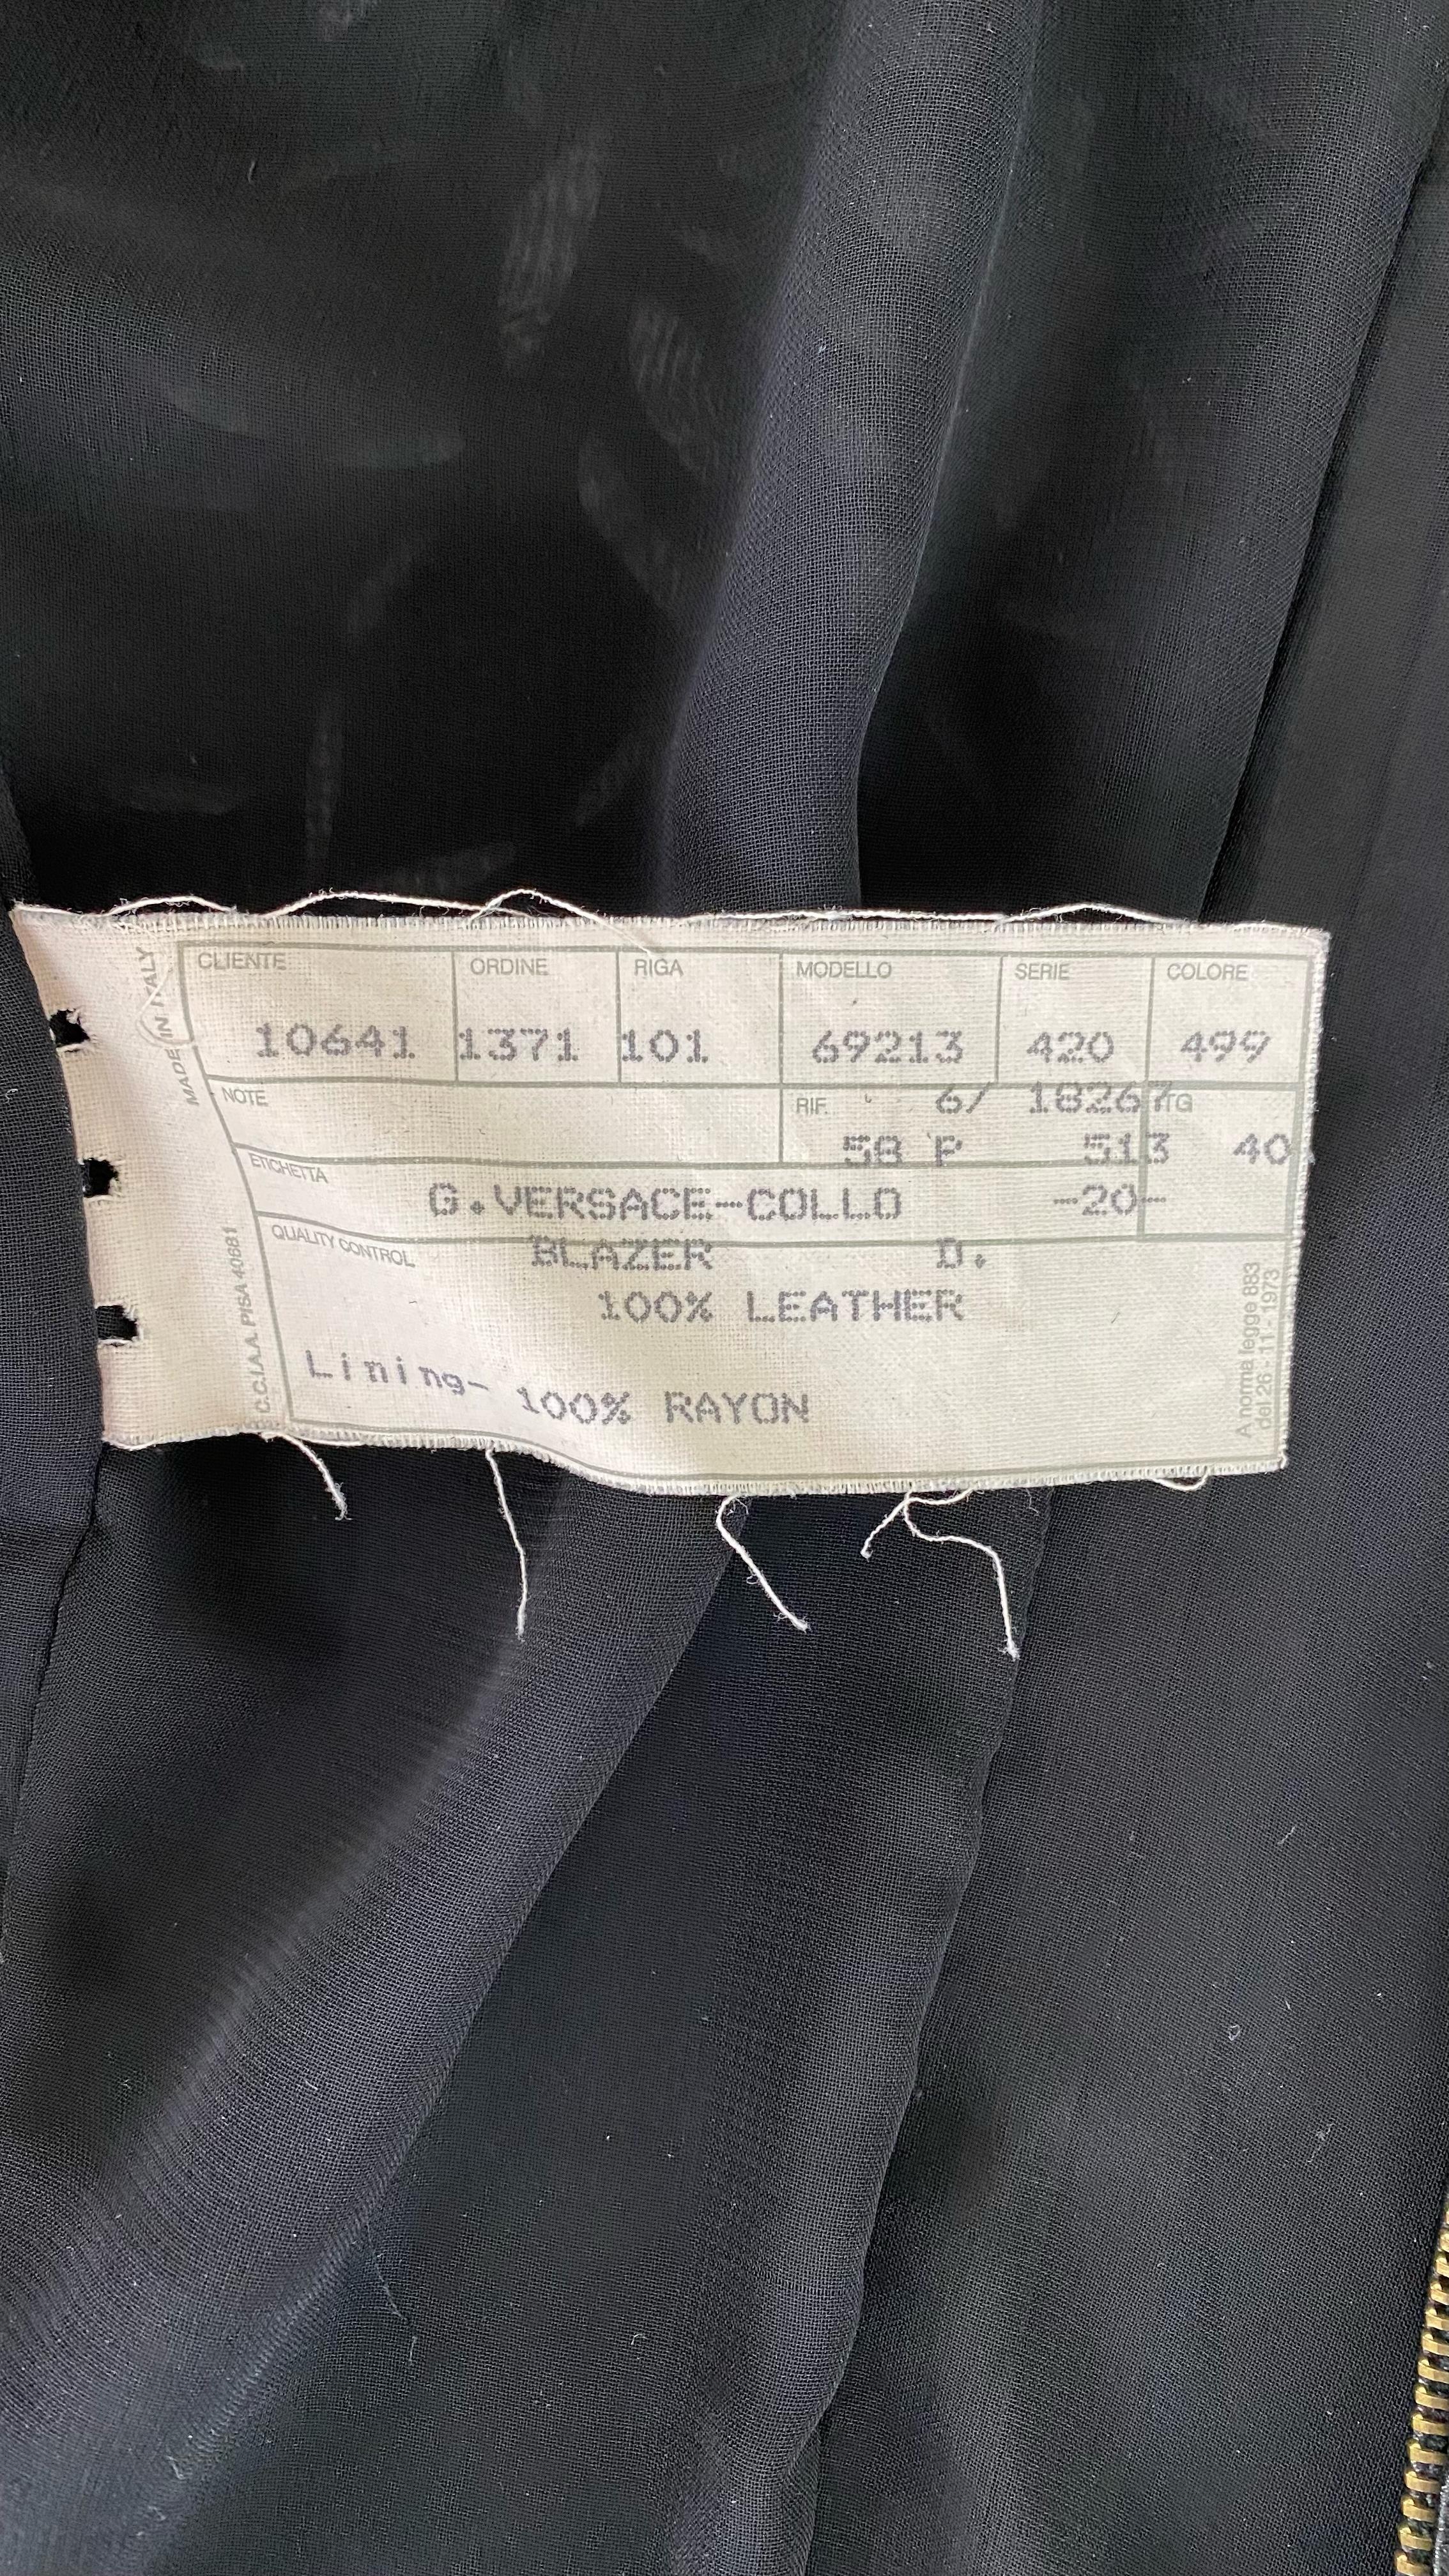 CLIENTE ORDINE RIGA MODELLO SERIE COLORE
10641 1371 101 69213 420 499
NOTE RIF. 6/ 18267 TG
58 P 513 40
ETICHETTA
G.VERSACE-COLLO -20-
QUALITY CONTROL BLAZER D.
100% LEATHER
Lining- 100% RAYON
MADE IN ITALY
C.C.I.A.A. PISA 40681
A norma legge 883
del 26 - 11 - 1973